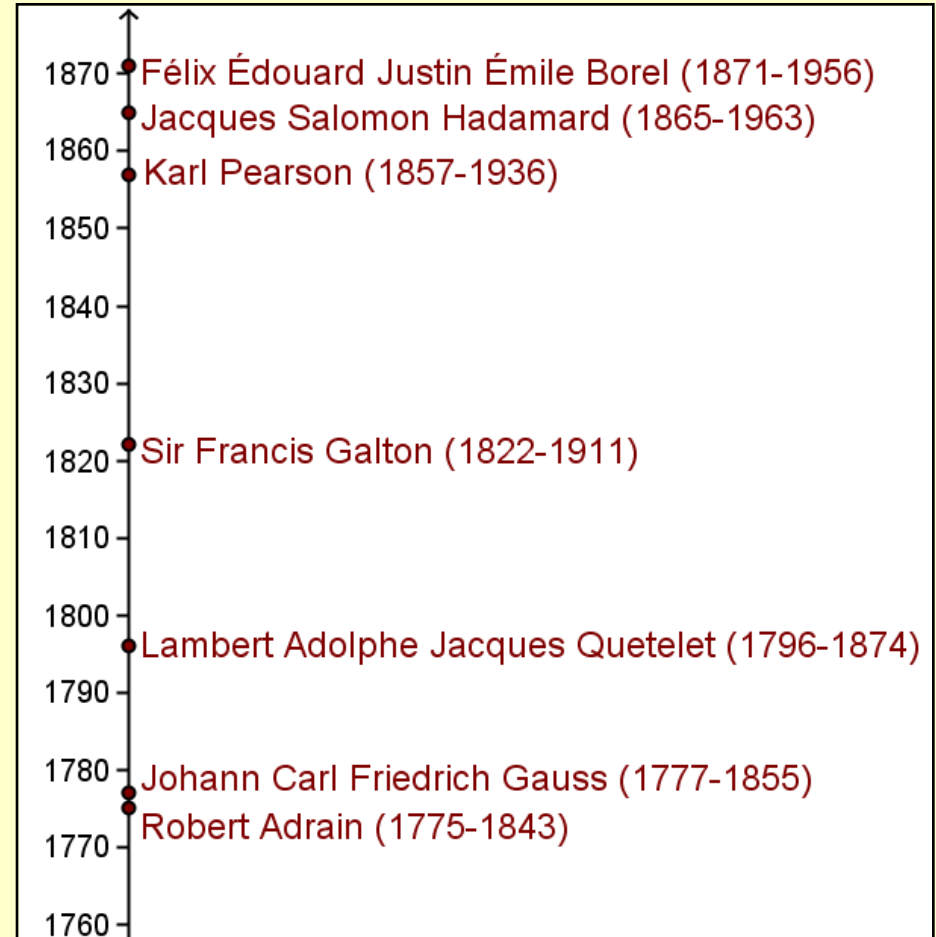 1870 Félix Édouard Justin Émile Borel (1871-1956)
Jacques Salomon Hadamard (1865-1963)
1860
Karl Pearson (1857-1936)
1850
1840
1830
1820 Sir Francis Galton (1822-1911)
1810
1800
Lambert Adolphe Jacques Quetelet (1796-1874)
1790
1780 Johann Carl Friedrich Gauss (1777-1855)
Robert Adrain (1775-1843)
1770
1760